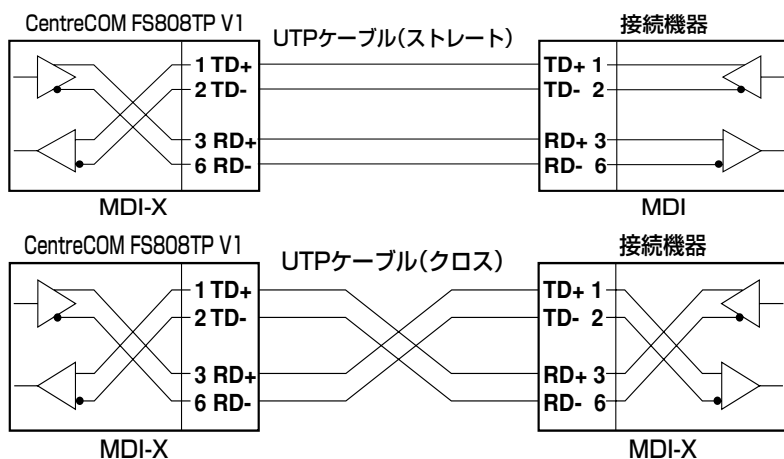 CentreCOM FS808TP V1
UTPケーブル(ストレート)
接続機器
1 TD+
TD+ 1
2 TD-
TD- 2
3 RD+
RD+ 3
6 RD-
RD- 6
MDI-X
MDI
CentreCOM FS808TP V1
UTPケーブル(クロス)
接続機器
1 TD+
TD+ 1
2 TD-
TD- 2
3 RD+
RD+ 3
6 RD-
RD- 6
MDI-X
MDI-X